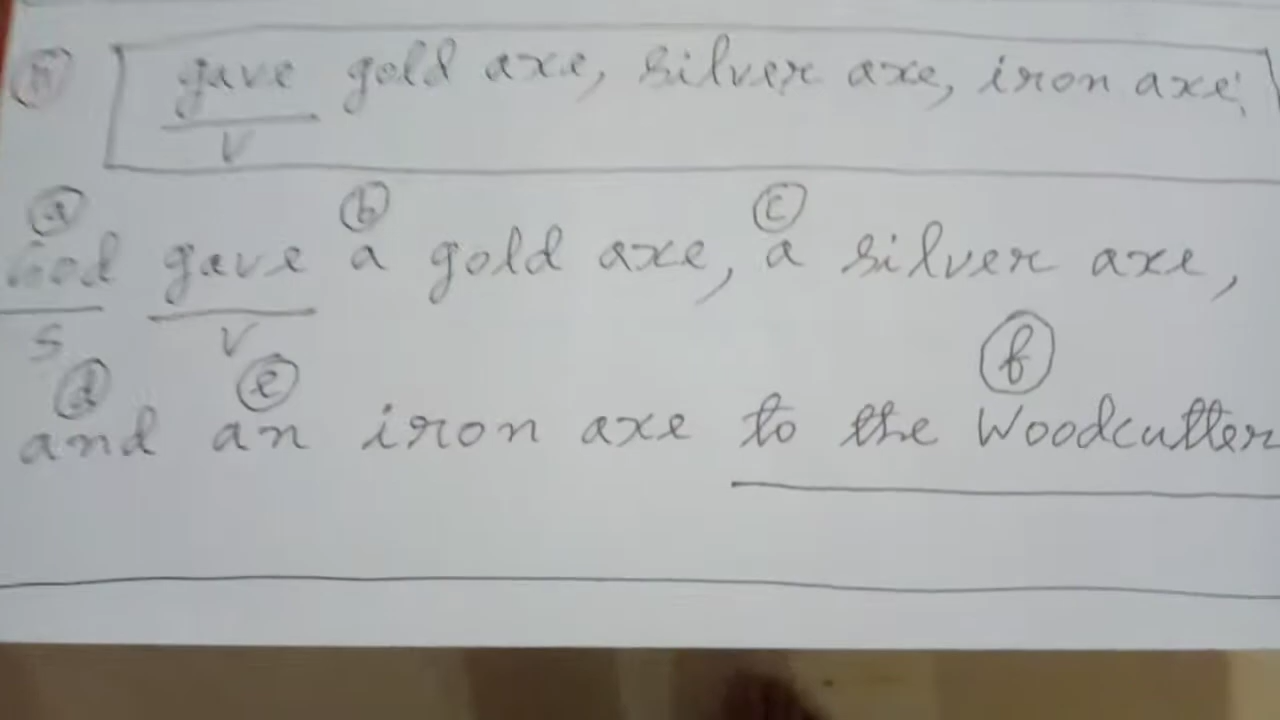 gave gold axe, silver axe, iron axe.
V
a b c
God gave a gold axe, a silver axe,
S V
d e f
and an iron axe to the Woodcutter